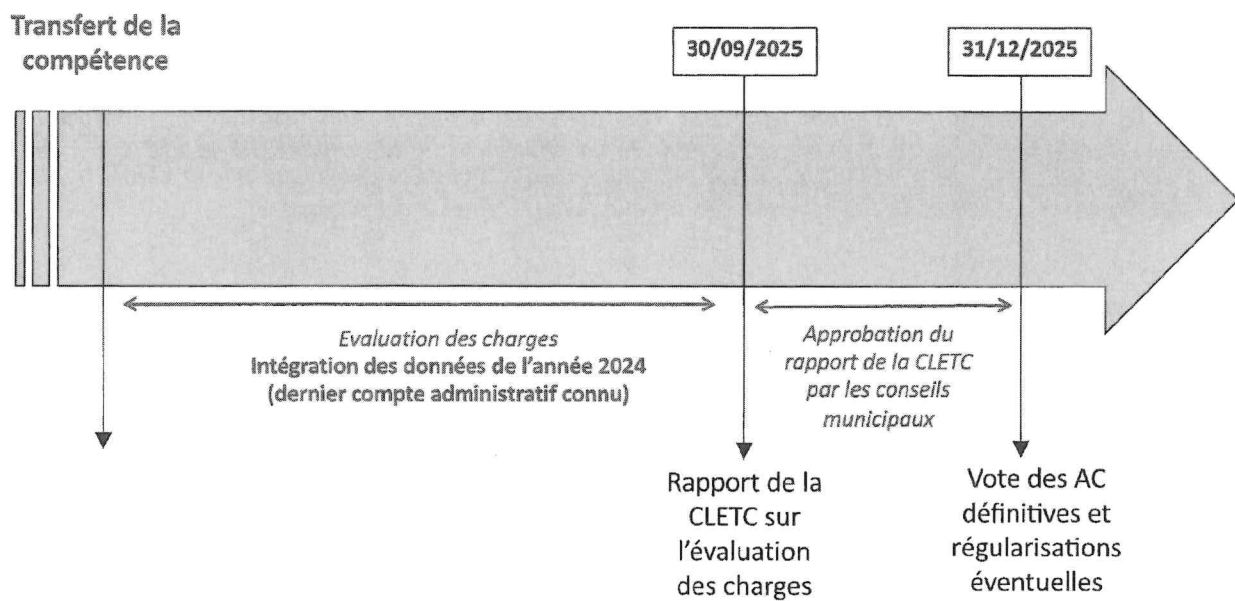 Transfert de la
compétence
30/09/2025
31/12/2025
Evaluation des charges
Intégration des données de l'année 2024
(dernier compte administratif connu)
Approbation du
rapport de la CLETC
par les conseils
municipaux
Rapport de la
CLETC sur
l'évaluation
des charges
Vote des AC
définitives et
régularisations
éventuelles